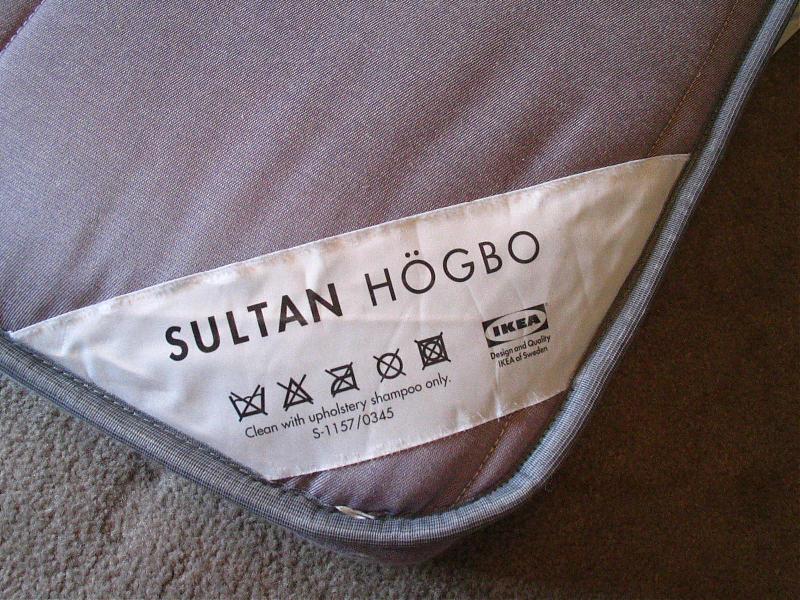 SULTAN HÖGBO
IKEA
Design and Quality
IKEA of Sweden
Clean with upholstery shampoo only.
S-1157/0345